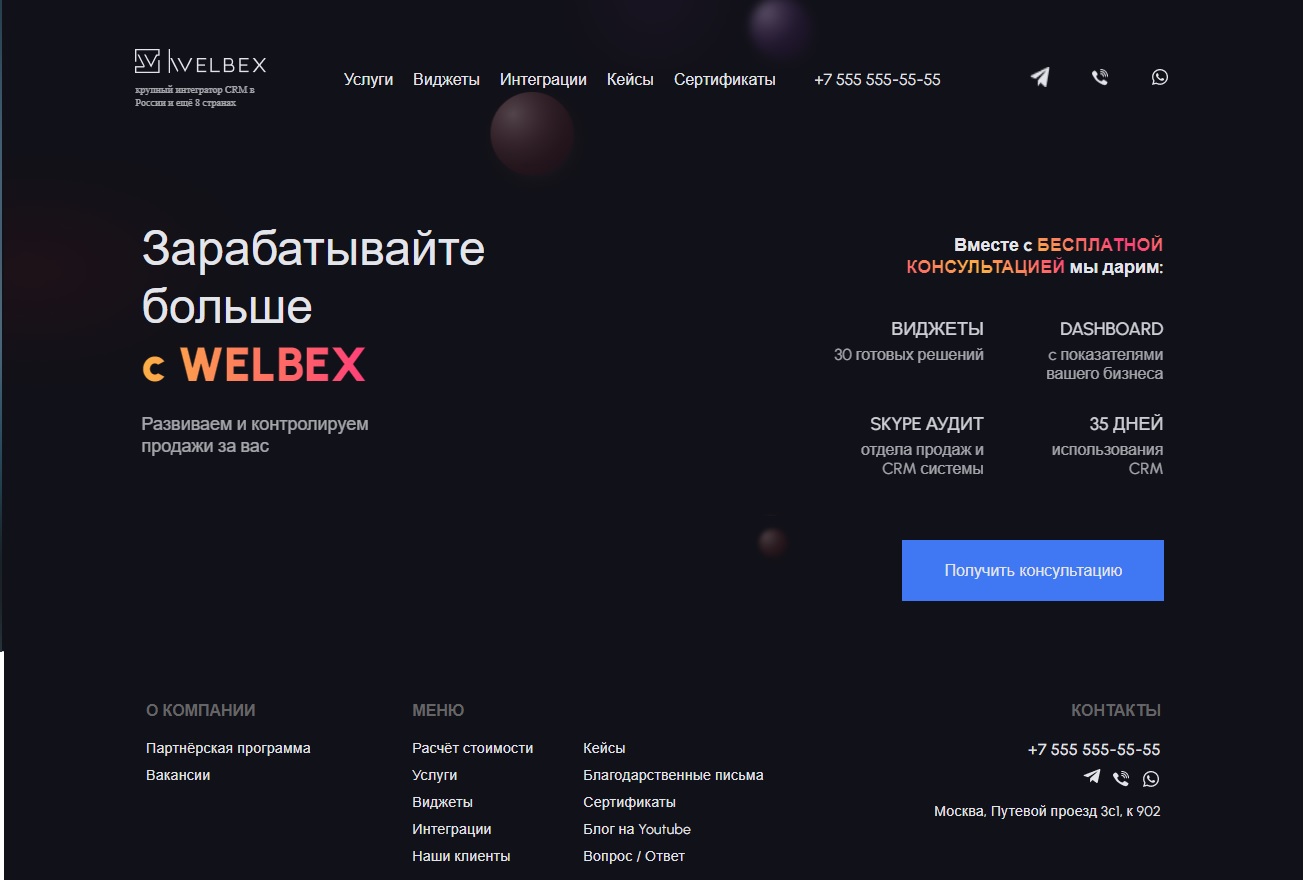 WELBEX
крупный интегратор CRM в
России и ещё 8 странах
Услуги Виджеты Интеграции Кейсы Сертификаты +7 555 555-55-55
Зарабатывайте
больше
с WELBEX
Развиваем и контролируем
продажи за вас
Вместе с БЕСПЛАТНОЙ
КОНСУЛЬТАЦИЕЙ мы дарим:
ВИДЖЕТЫ
30 готовых решений
DASHBOARD
с показателями
вашего бизнеса
SKYPE АУДИТ
отдела продаж и
CRM системы
35 ДНЕЙ
использования
CRM
Получить консультацию
О КОМПАНИИ
Партнёрская программа
Вакансии
МЕНЮ
Расчёт стоимости
Услуги
Виджеты
Интеграции
Наши клиенты
Кейсы
Благодарственные письма
Сертификаты
Блог на Youtube
Вопрос / Ответ
КОНТАКТЫ
+7 555 555-55-55
Москва, Путевой проезд 3с1, к 902